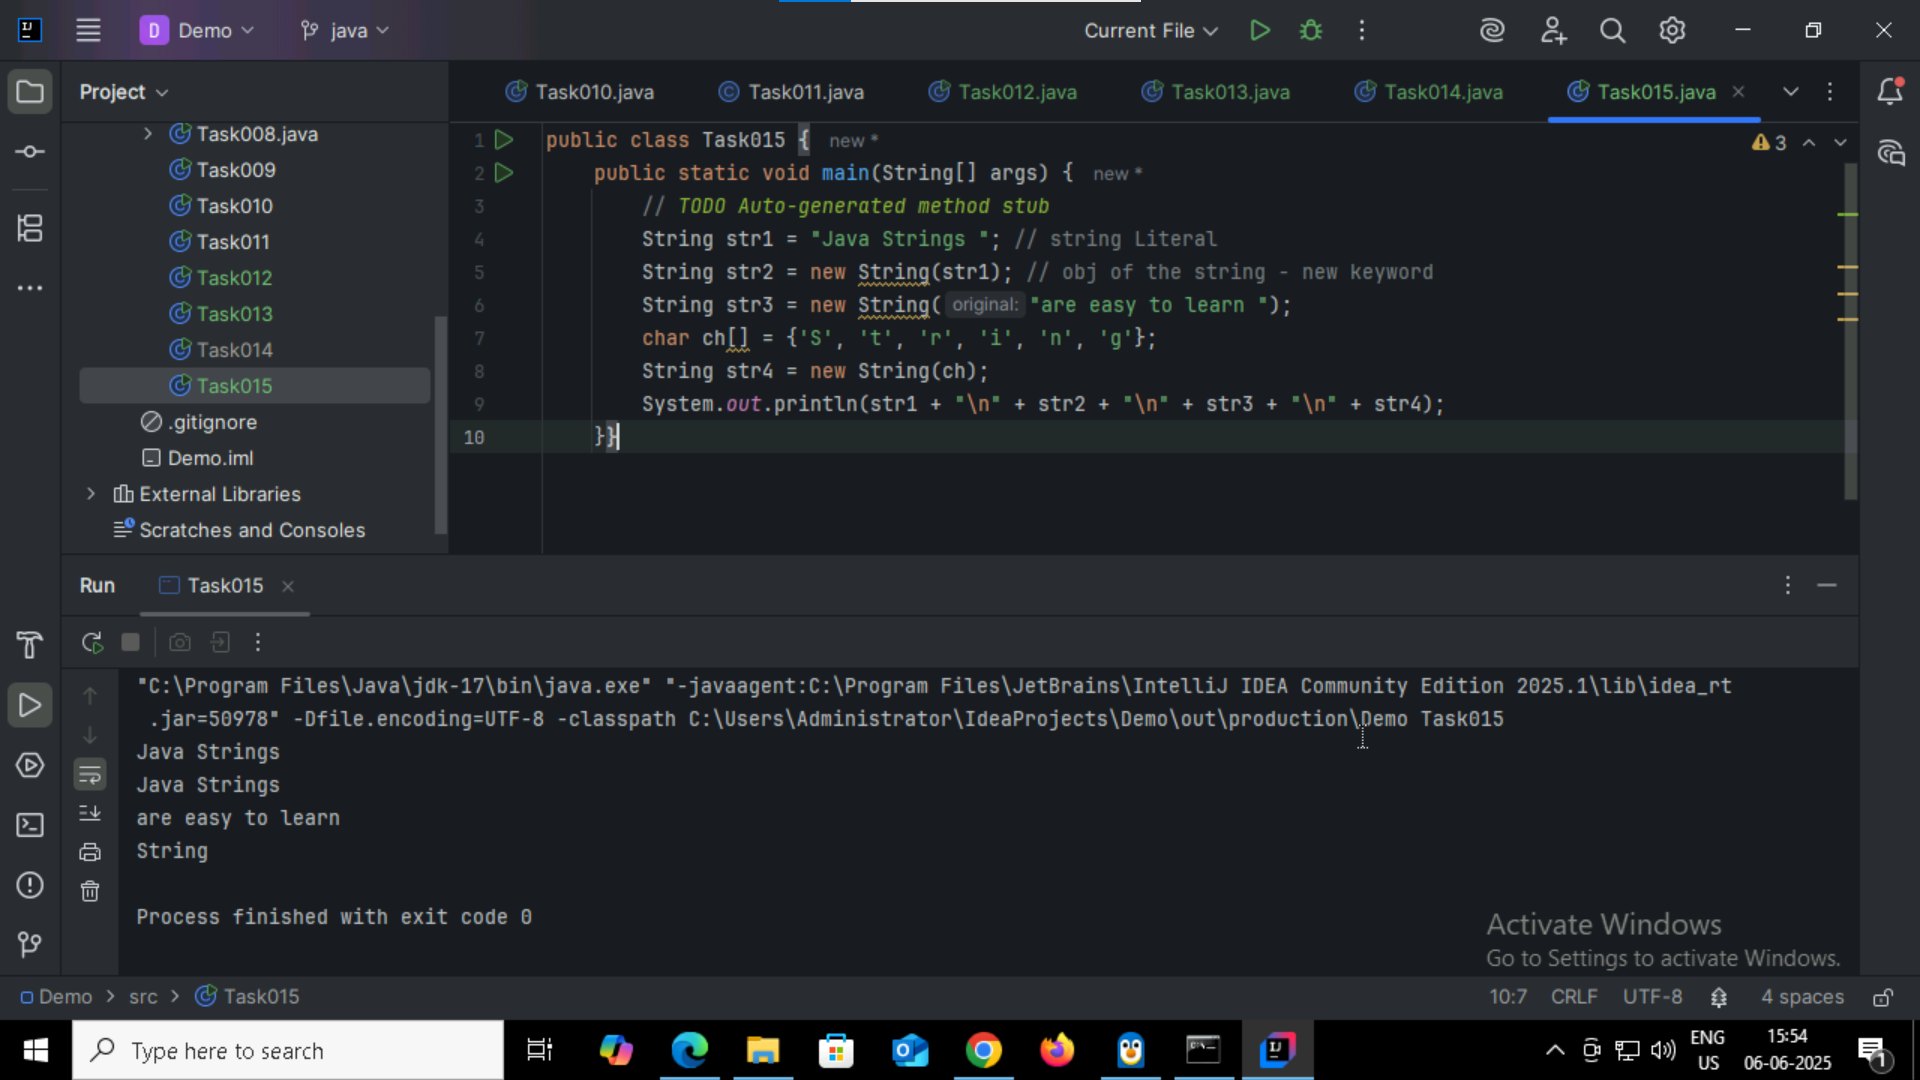 D Demo java Current File
Project Task010.java Task011.java Task012.java Task013.java Task014.java Task015.java
Task008.java
Task009
Task010
Task011
Task012
Task013
Task014
Task015
.gitignore
Demo.iml
External Libraries
Scratches and Consoles
3
1 public class Task015 { new *
2 public static void main(String[] args) { new *
3 // TODO Auto-generated method stub
4 String str1 = "Java Strings "; // string Literal
5 String str2 = new String(str1); // obj of the string - new keyword
6 String str3 = new String( original: "are easy to learn ");
7 char ch[] = {'S', 't', 'r', 'i', 'n', 'g'};
8 String str4 = new String(ch);
9 System.out.println(str1 + "\n" + str2 + "\n" + str3 + "\n" + str4);
10 }}
Run Task015
"C:\Program Files\Java\jdk-17\bin\java.exe" "-javaagent:C:\Program Files\JetBrains\IntelliJ IDEA Community Edition 2025.1\lib\idea_rt
.jar=50978" -Dfile.encoding=UTF-8 -classpath C:\Users\Administrator\IdeaProjects\Demo\out\production\Demo Task015
Java Strings
Java Strings
are easy to learn
String
Process finished with exit code 0
Activate Windows
Go to Settings to activate Windows.
Demo > src > Task015 10:7 CRLF UTF-8 4 spaces
Type here to search
ENG
US
15:54
06-06-2025
1